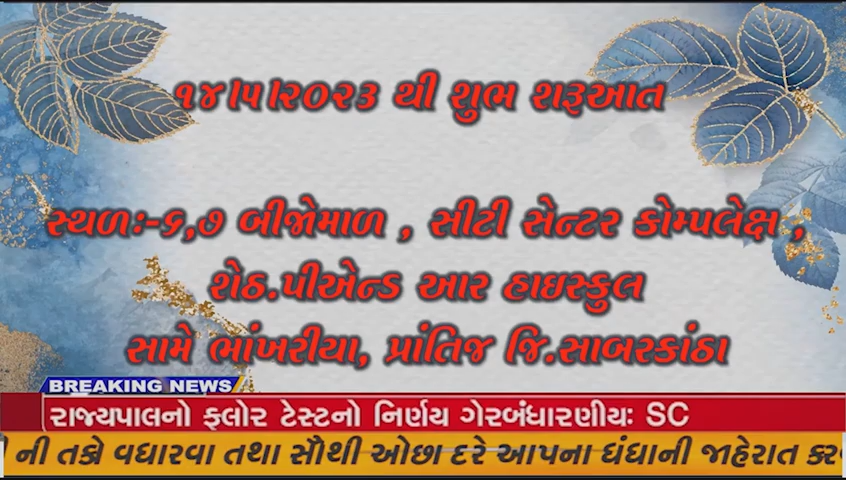 ૧૪।૫।૨૦૨૩ થી શુભ શરૂઆત
સ્થળઃ-૬,૭ બીજોમાળ , સીટી સેન્ટર કોમ્પલેક્ષ ,
શેઠ.પીએન્ડ આર હાઇસ્કુલ
સામે ભાંખરીયા, પ્રાંતિજ જિ.સાબરકાંઠા
BREAKING NEWS
રાજ્યપાલનો ફ્લોર ટેસ્ટનો નિર્ણય ગેરબંધારણીયઃ SC
ની તકો વધારવા તથા સૌથી ઓછા દરે આપના ધંધાની જાહેરાત